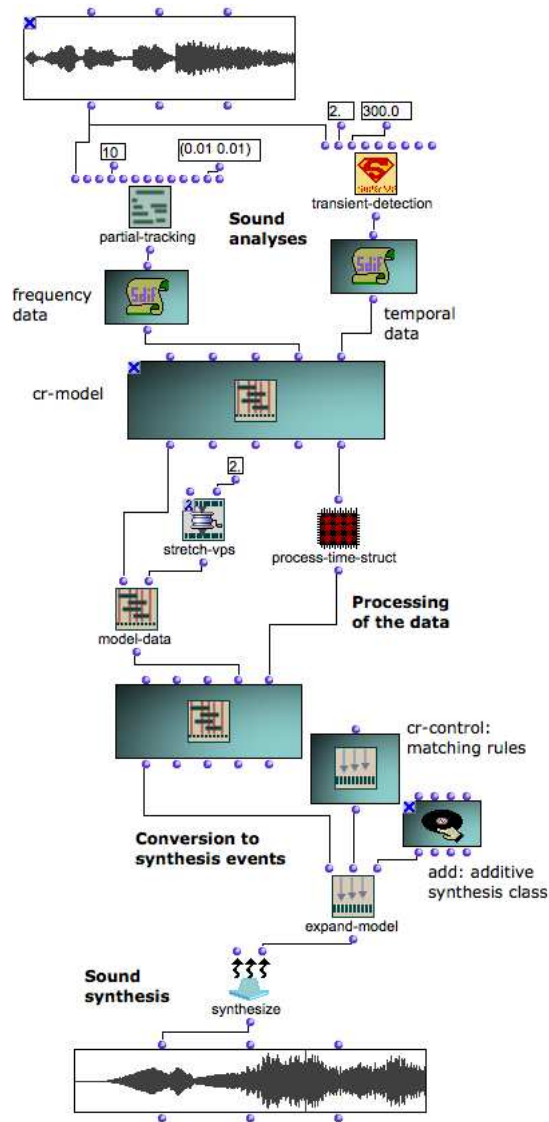 2.
300.0
10
(0.01 0.01)
partial-tracking
Sound
analyses
transient-detection
Sdif
Sdif
frequency
data
temporal
data
cr-model
2.
stretch-vps
process-time-struct
model-data
Processing
of the data
cr-control:
matching rules
Conversion to
synthesis events
add: additive
synthesis class
expand-model
Sound
synthesis
synthesize